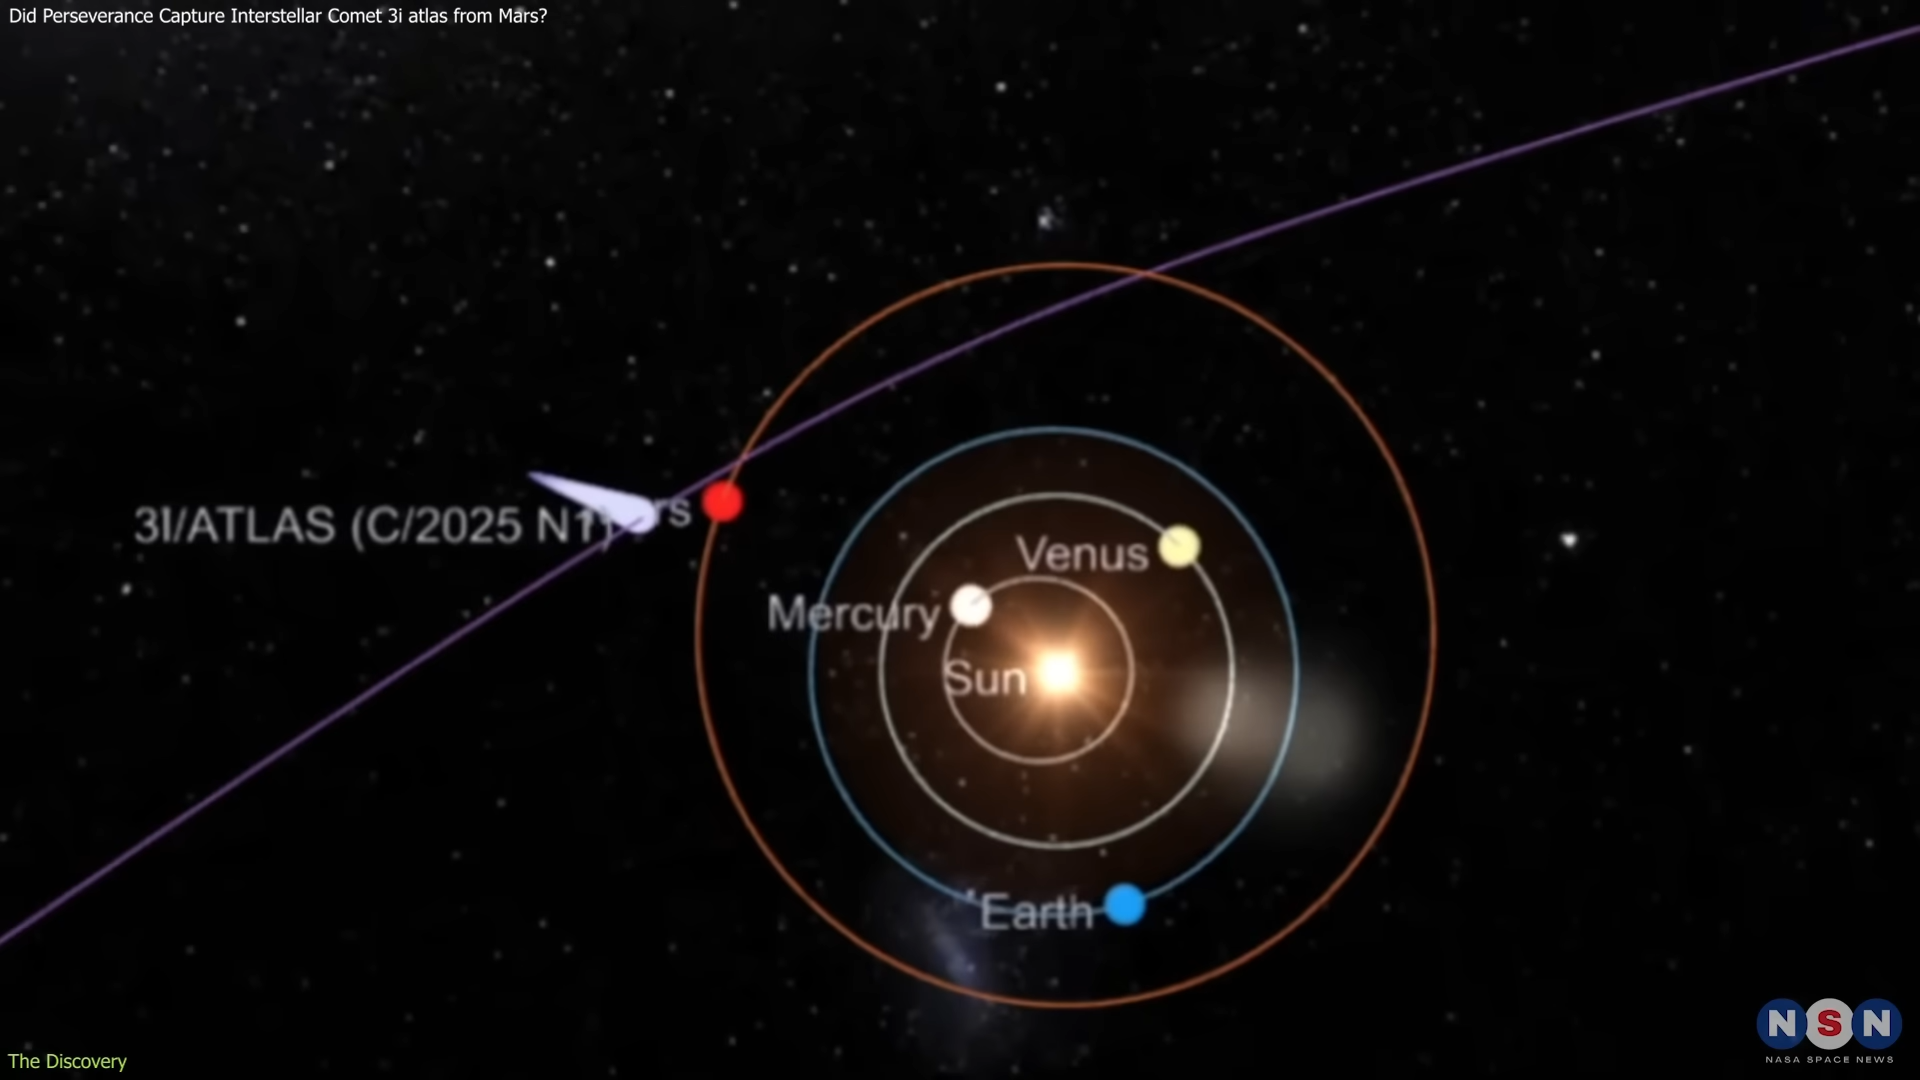 Did Perseverance Capture Interstellar Comet 3i atlas from Mars?
3I/ATLAS (C/2025 N1)
rs
Venus
Mercury
Sun
Earth
The Discovery
NSN
NASA SPACE NEWS